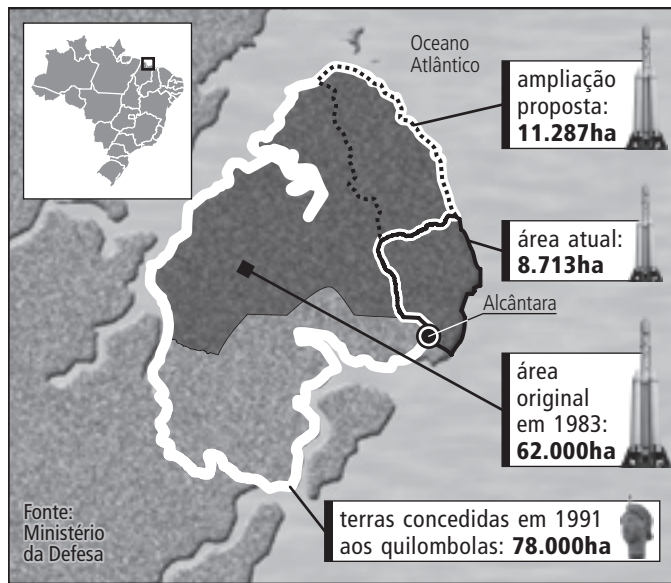 Oceano
Atlântico
ampliação
proposta:
11.287ha
área atual:
8.713ha
Alcântara
área
original
em 1983:
62.000ha
Fonte:
Ministério
da Defesa
terras concedidas em 1991
aos quilombolas: 78.000ha